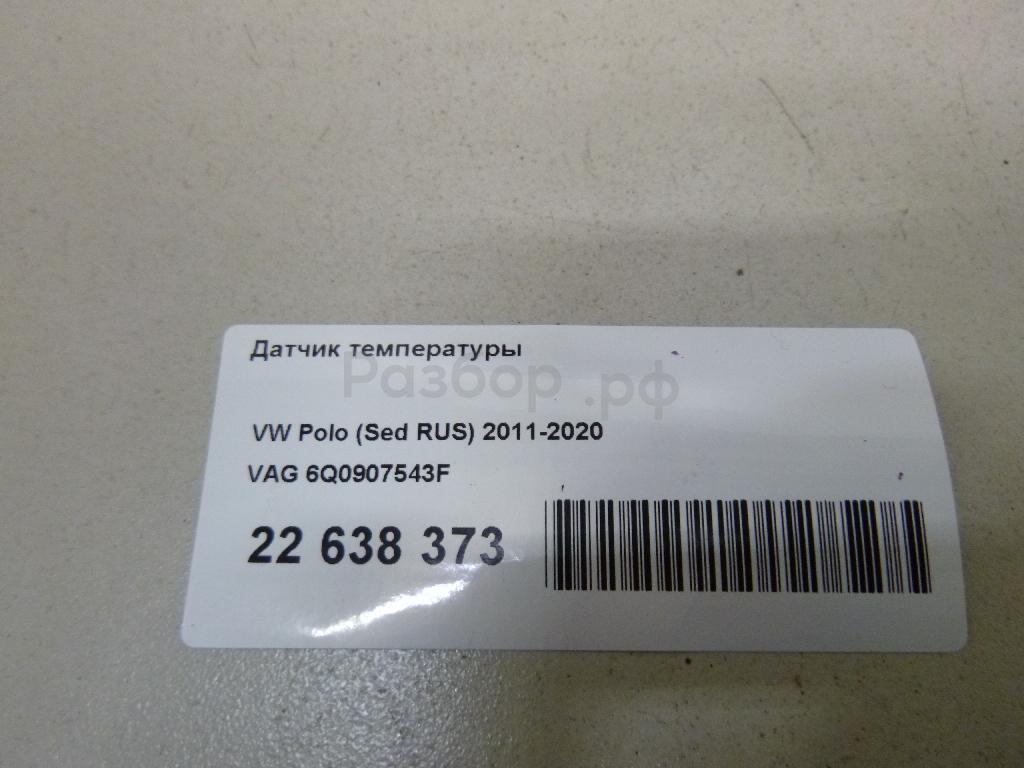 Датчик температуры
Разбор.рф
VW Polo (Sed RUS) 2011-2020
VAG 6Q0907543F
22 638 373